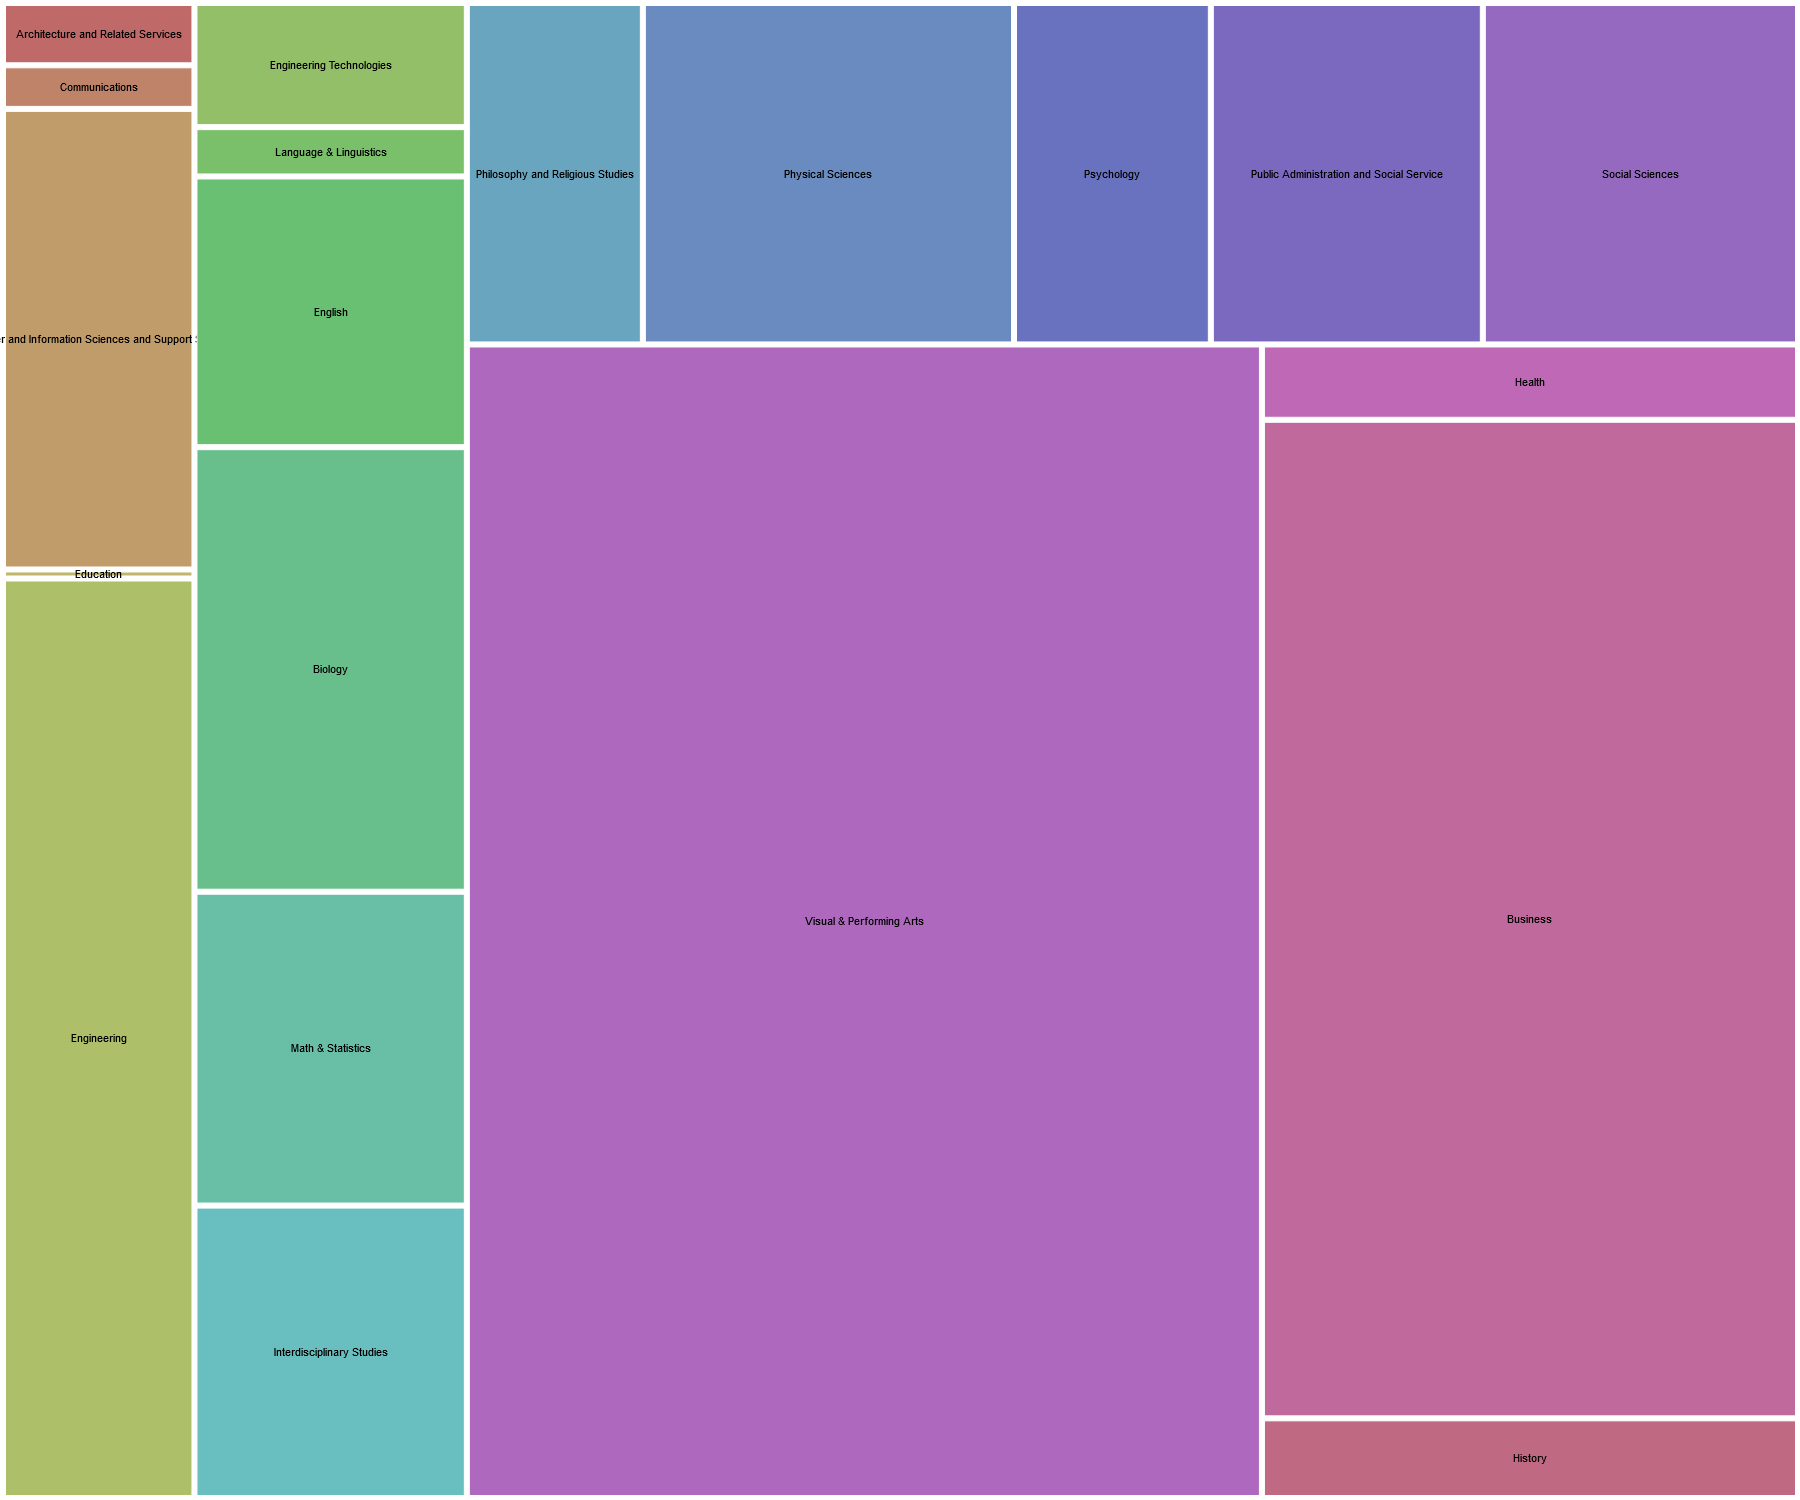 Architecture and Related Services
Communications
and Information Sciences and Support
Education
Engineering
Engineering Technologies
Language & Linguistics
English
Biology
Math & Statistics
Interdisciplinary Studies
Philosophy and Religious Studies
Physical Sciences
Psychology
Public Administration and Social Service
Social Sciences
Visual & Performing Arts
Health
Business
History